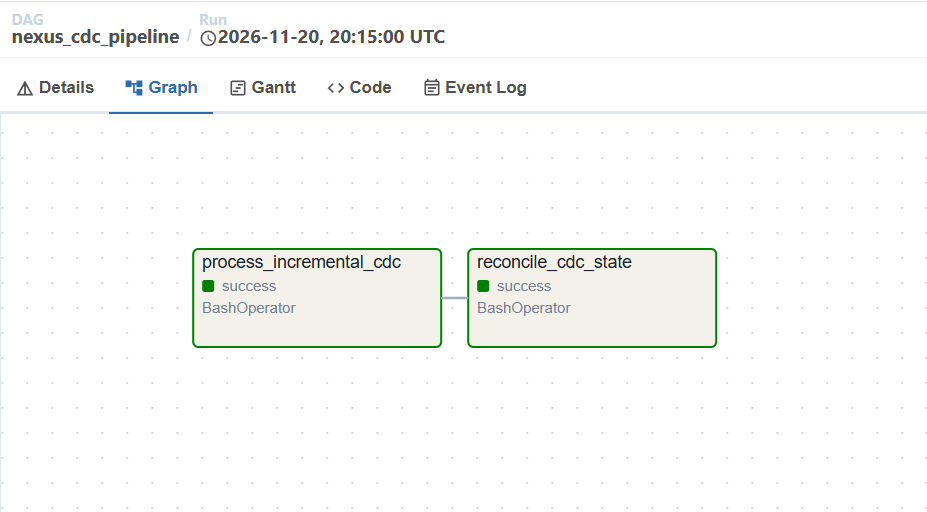 DAG
nexus_cdc_pipeline
/
Run
2026-11-20, 20:15:00 UTC
Details
Graph
Gantt
Code
Event Log
process_incremental_cdc
success
BashOperator
reconcile_cdc_state
success
BashOperator